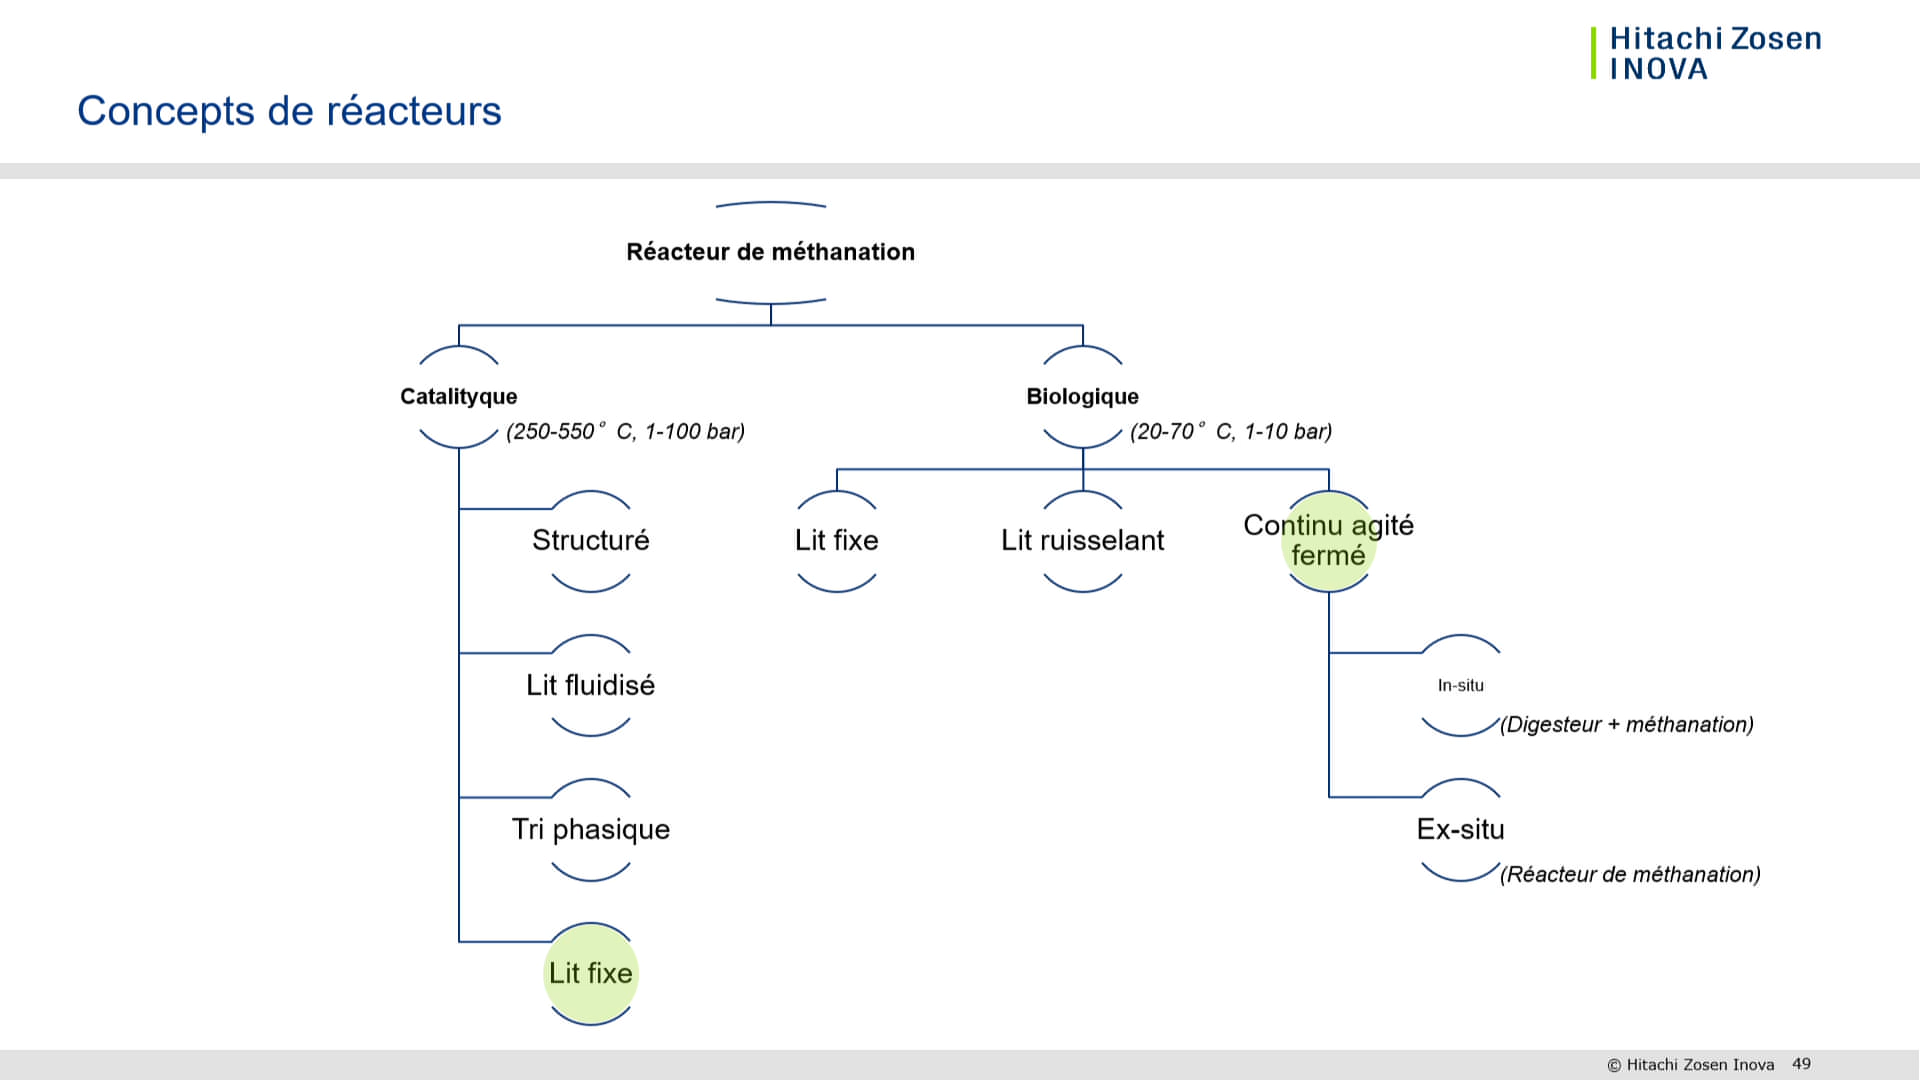 Hitachi Zosen
INOVA
Concepts de réacteurs
Réacteur de méthanation
Catalityque
(250-550° C, 1-100 bar)
Biologique
(20-70° C, 1-10 bar)
Structuré
Lit fixe
Lit ruisselant
Continu agité
fermé
Lit fluidisé
In-situ
(Digesteur + méthanation)
Tri phasique
Ex-situ
(Réacteur de méthanation)
Lit fixe
© Hitachi Zosen Inova 49